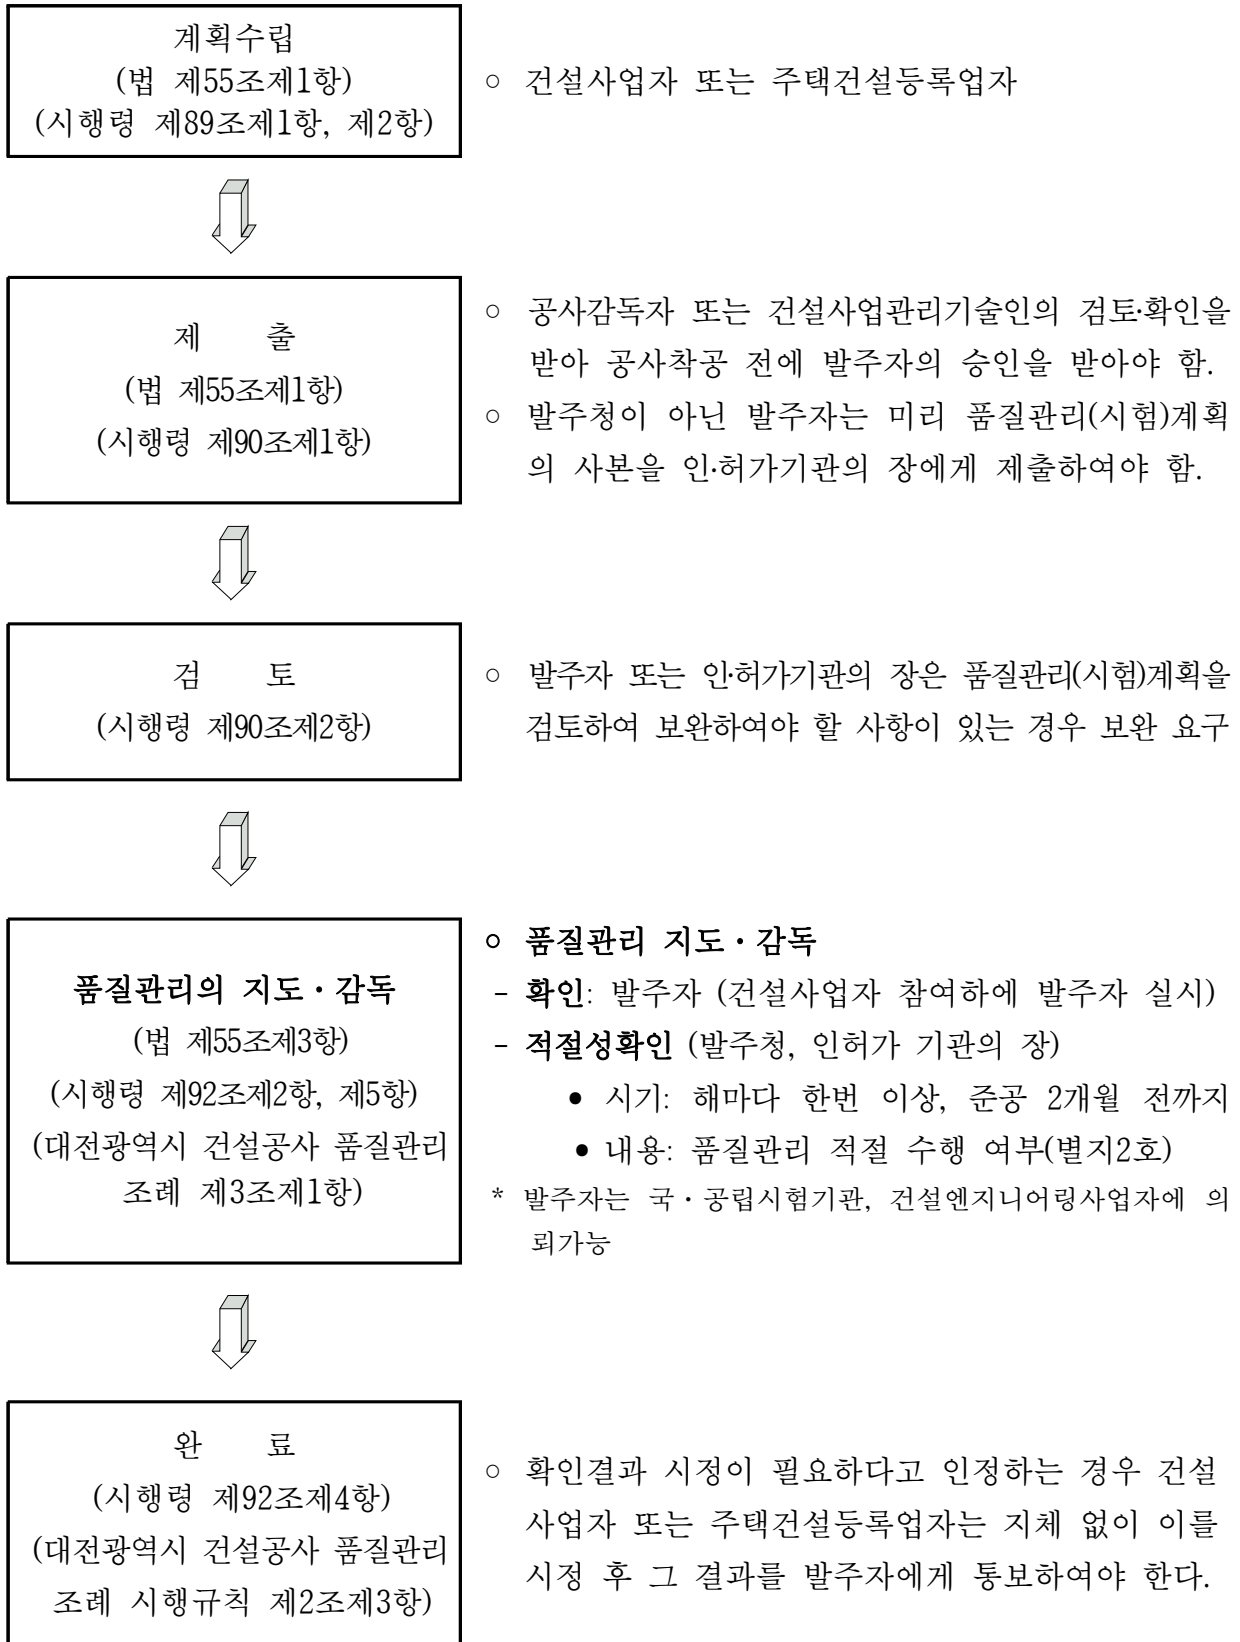 계획수립
(법 제55조제1항)
(시행령 제89조제1항, 제2항)
○ 건설사업자 또는 주택건설등록업자
제 출
(법 제55조제1항)
(시행령 제90조제1항)
○ 공사감독자 또는 건설사업관리기술인의 검토·확인을
받아 공사착공 전에 발주자의 승인을 받아야 함.
○ 발주청이 아닌 발주자는 미리 품질관리(시험)계획
의 사본을 인·허가기관의 장에게 제출하여야 함.
검 토
(시행령 제90조제2항)
○ 발주자 또는 인·허가기관의 장은 품질관리(시험)계획을
검토하여 보완하여야 할 사항이 있는 경우 보완 요구
품질관리의 지도・감독
(법 제55조제3항)
(시행령 제92조제2항, 제5항)
(대전광역시 건설공사 품질관리
조례 제3조제1항)
○ 품질관리 지도・감독
- 확인: 발주자 (건설사업자 참여하에 발주자 실시)
- 적절성확인 (발주청, 인허가 기관의 장)
● 시기: 해마다 한번 이상, 준공 2개월 전까지
● 내용: 품질관리 적절 수행 여부(별지2호)
* 발주자는 국・공립시험기관, 건설엔지니어링사업자에 의
뢰가능
완 료
(시행령 제92조제4항)
(대전광역시 건설공사 품질관리
조례 시행규칙 제2조제3항)
○ 확인결과 시정이 필요하다고 인정하는 경우 건설
사업자 또는 주택건설등록업자는 지체 없이 이를
시정 후 그 결과를 발주자에게 통보하여야 한다.